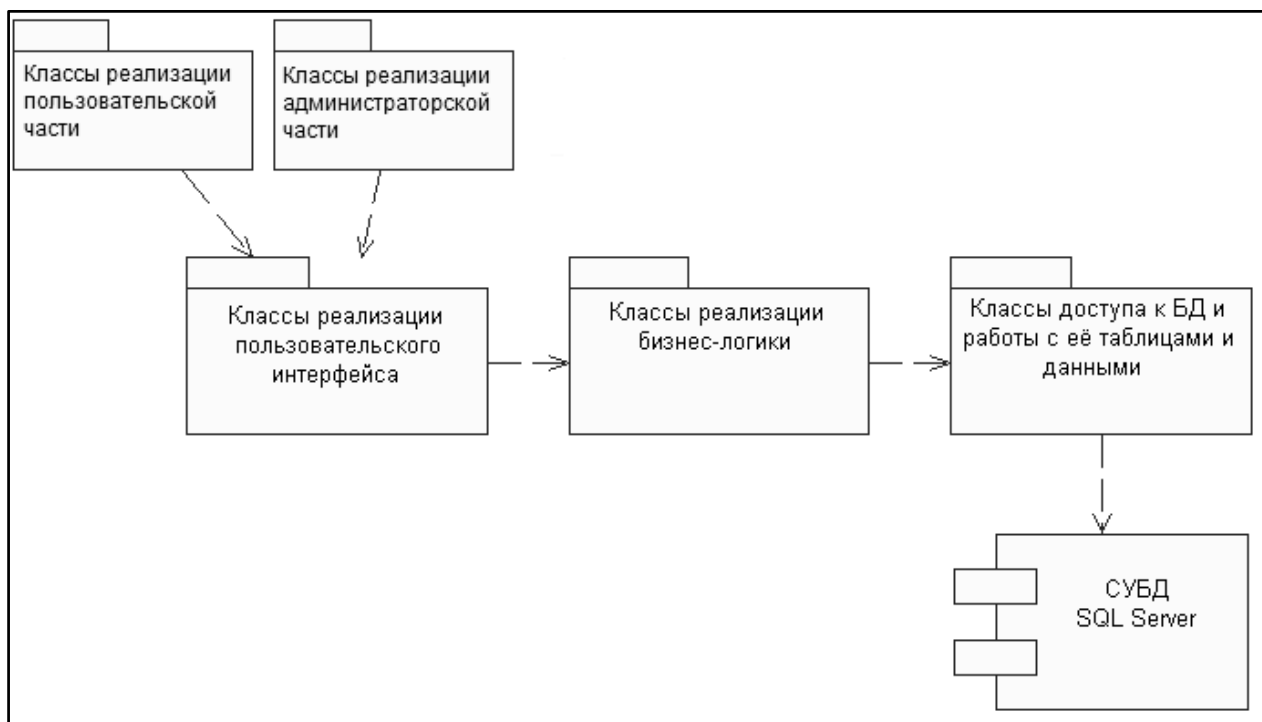 Классы реализации
пользовательской
части
Классы реализации
администраторской
части
Классы реализации
пользовательского
интерфейса
Классы реализации
бизнес-логики
Классы доступа к БД и
работы с её таблицами и
данными
СУБД
SQL Server